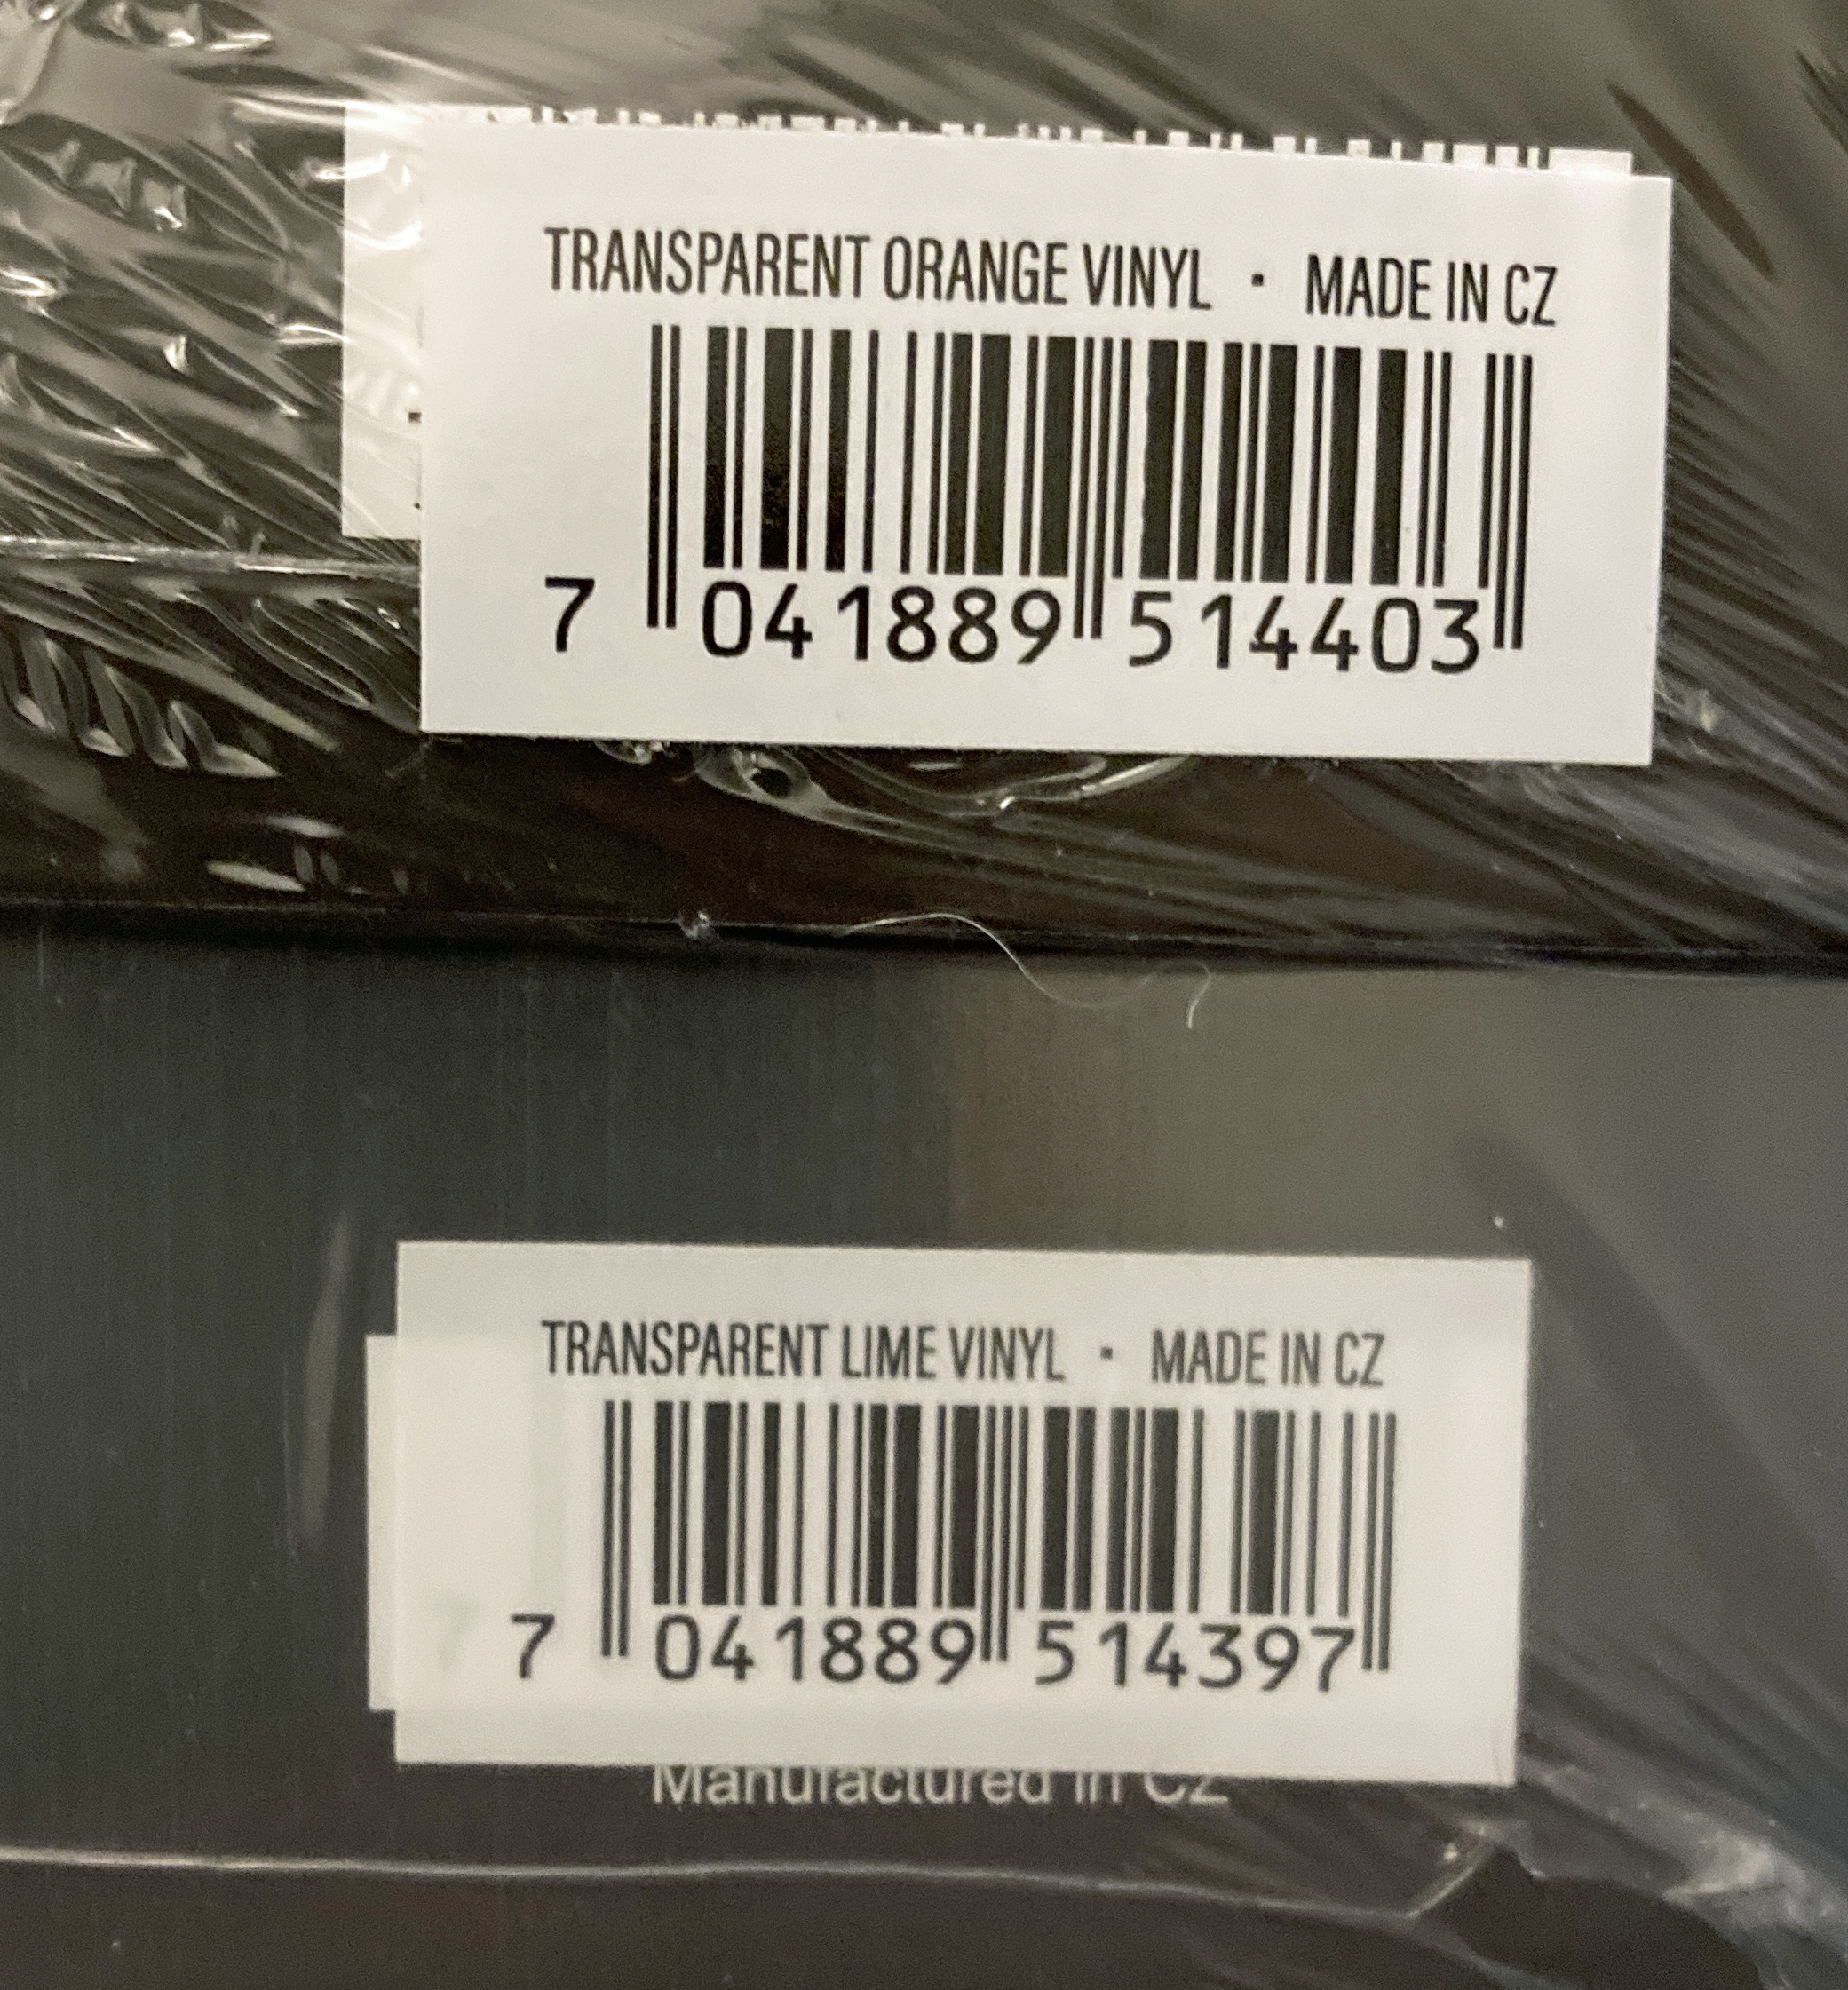 TRANSPARENT ORANGE VINYL · MADE IN CZ
7 041889 514403
TRANSPARENT LIME VINYL · MADE IN CZ
7 041889 514397
Manufactured in CZ